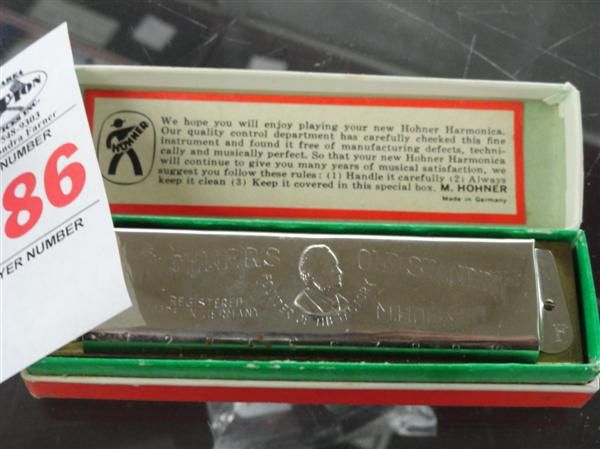 HOHNER
We hope you will enjoy playing your new Hohner Harmonica.
Our quality control department has carefully checked this fine
instrument and found it free of manufacturing defects, techni-
cally and musically perfect. So that your new Hohner Harmonica
will continue to give you many years of musical satisfaction, we
suggest you follow these rules: (1) Handle it carefully (2) Always
keep it clean (3) Keep it covered in this special box. M. HOHNER
Made in Germany
NUMBER
86
YER NUMBER
OLD STANDBY
REGISTERED
GERMANY
M.HOH